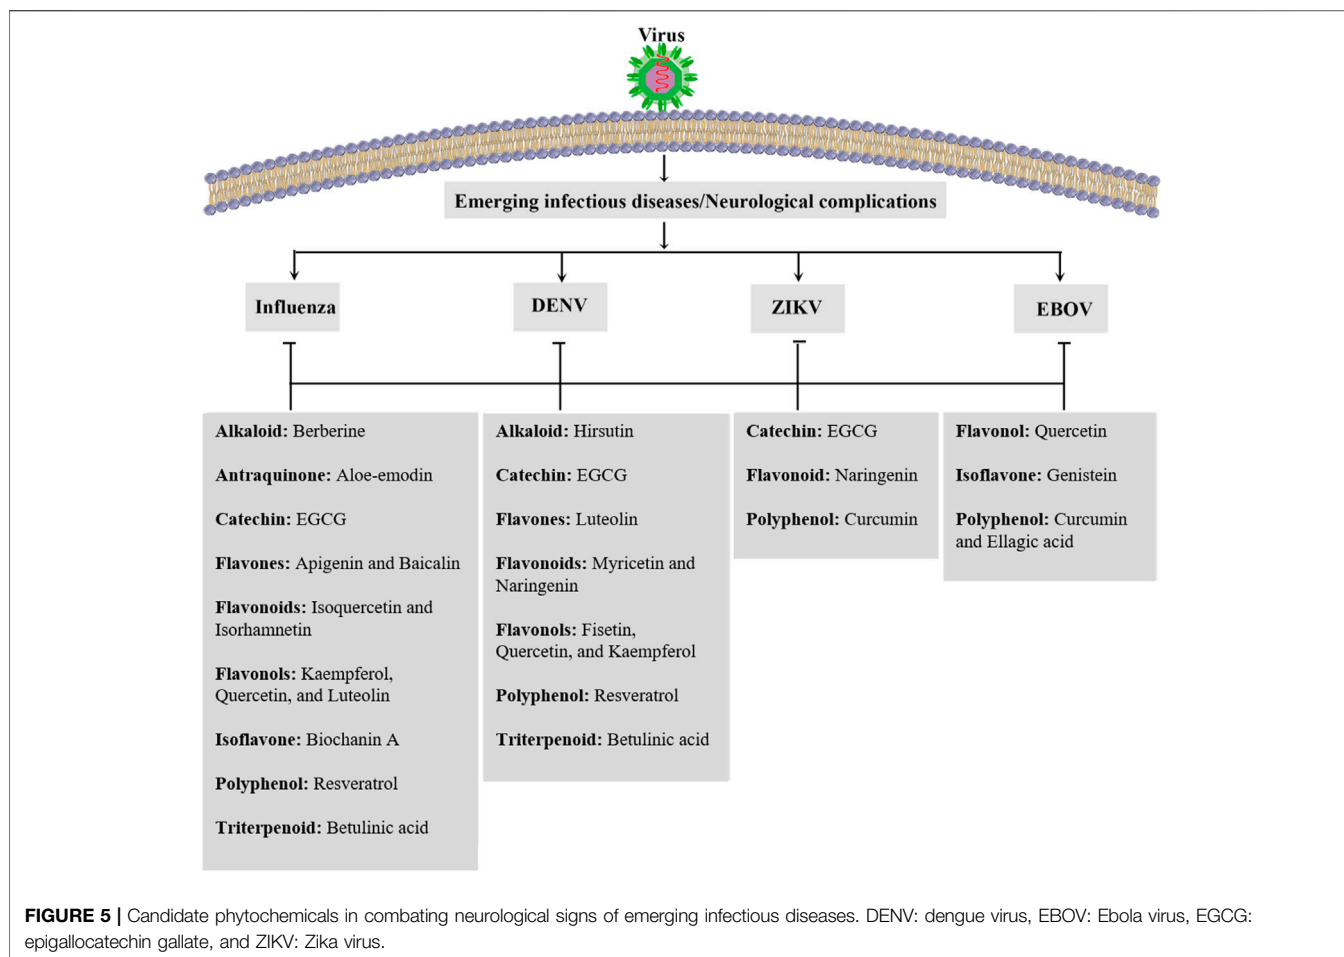 Virus
Emerging infectious diseases/Neurological complications
Influenza
DENV
ZIKV
EBOV
Alkaloid: Berberine
Antraquinone: Aloe-emodin
Catechin: EGCG
Flavones: Apigenin and Baicalin
Flavonoids: Isoquercetin and
Isorhamnetin
Flavonols: Kaempferol,
Quercetin, and Luteolin
Isoflavone: Biochanin A
Polyphenol: Resveratrol
Triterpenoid: Betulinic acid
Alkaloid: Hirsutin
Catechin: EGCG
Flavones: Luteolin
Flavonoids: Myricetin and
Naringenin
Flavonols: Fisetin,
Quercetin, and Kaempferol
Polyphenol: Resveratrol
Triterpenoid: Betulinic acid
Catechin: EGCG
Flavonoid: Naringenin
Polyphenol: Curcumin
Flavonol: Quercetin
Isoflavone: Genistein
Polyphenol: Curcumin
and Ellagic acid
FIGURE 5 | Candidate phytochemicals in combating neurological signs of emerging infectious diseases. DENV: dengue virus, EBOV: Ebola virus, EGCG:
epigallocatechin gallate, and ZIKV: Zika virus.